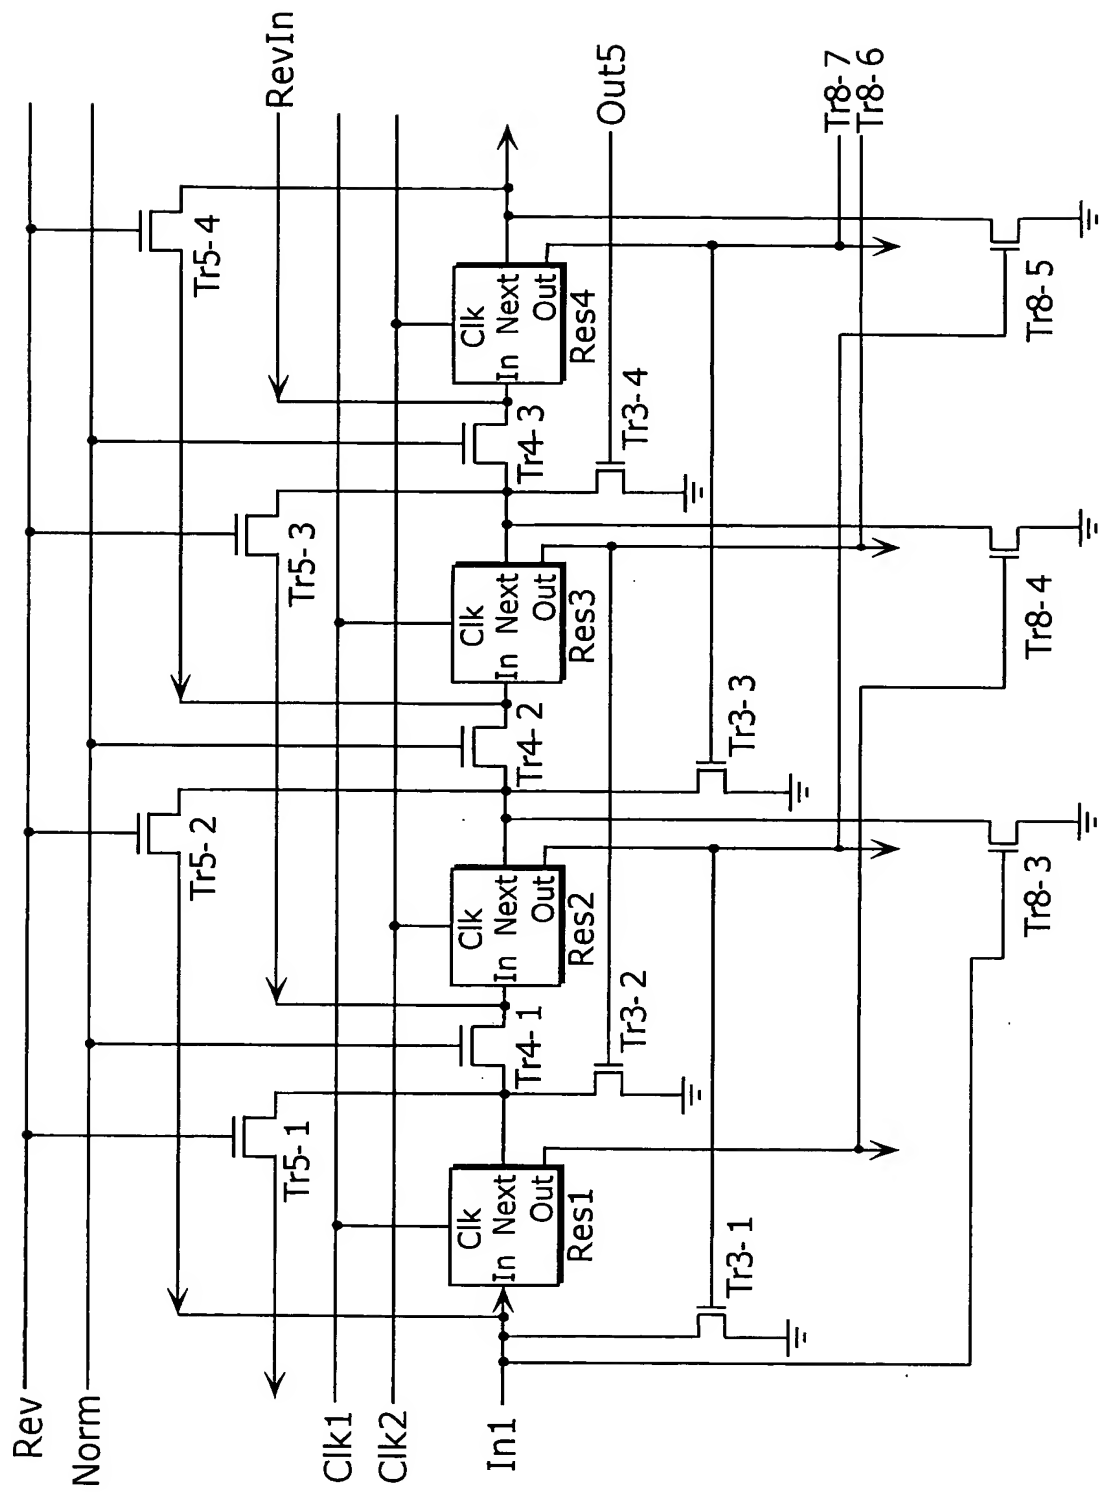 Rev
Norm
RevIn
Clk1
Clk2
In1
Out5
Tr8-7
Tr8-6
Tr5-1
Tr5-2
Tr5-3
Tr5-4
Tr4-1
Tr4-2
Tr4-3
Clk
In Next
Out
Res1
Clk
In Next
Out
Res2
Clk
In Next
Out
Res3
Clk
In Next
Out
Res4
Tr3-1
Tr3-2
Tr3-3
Tr3-4
Tr8-3
Tr8-4
Tr8-5